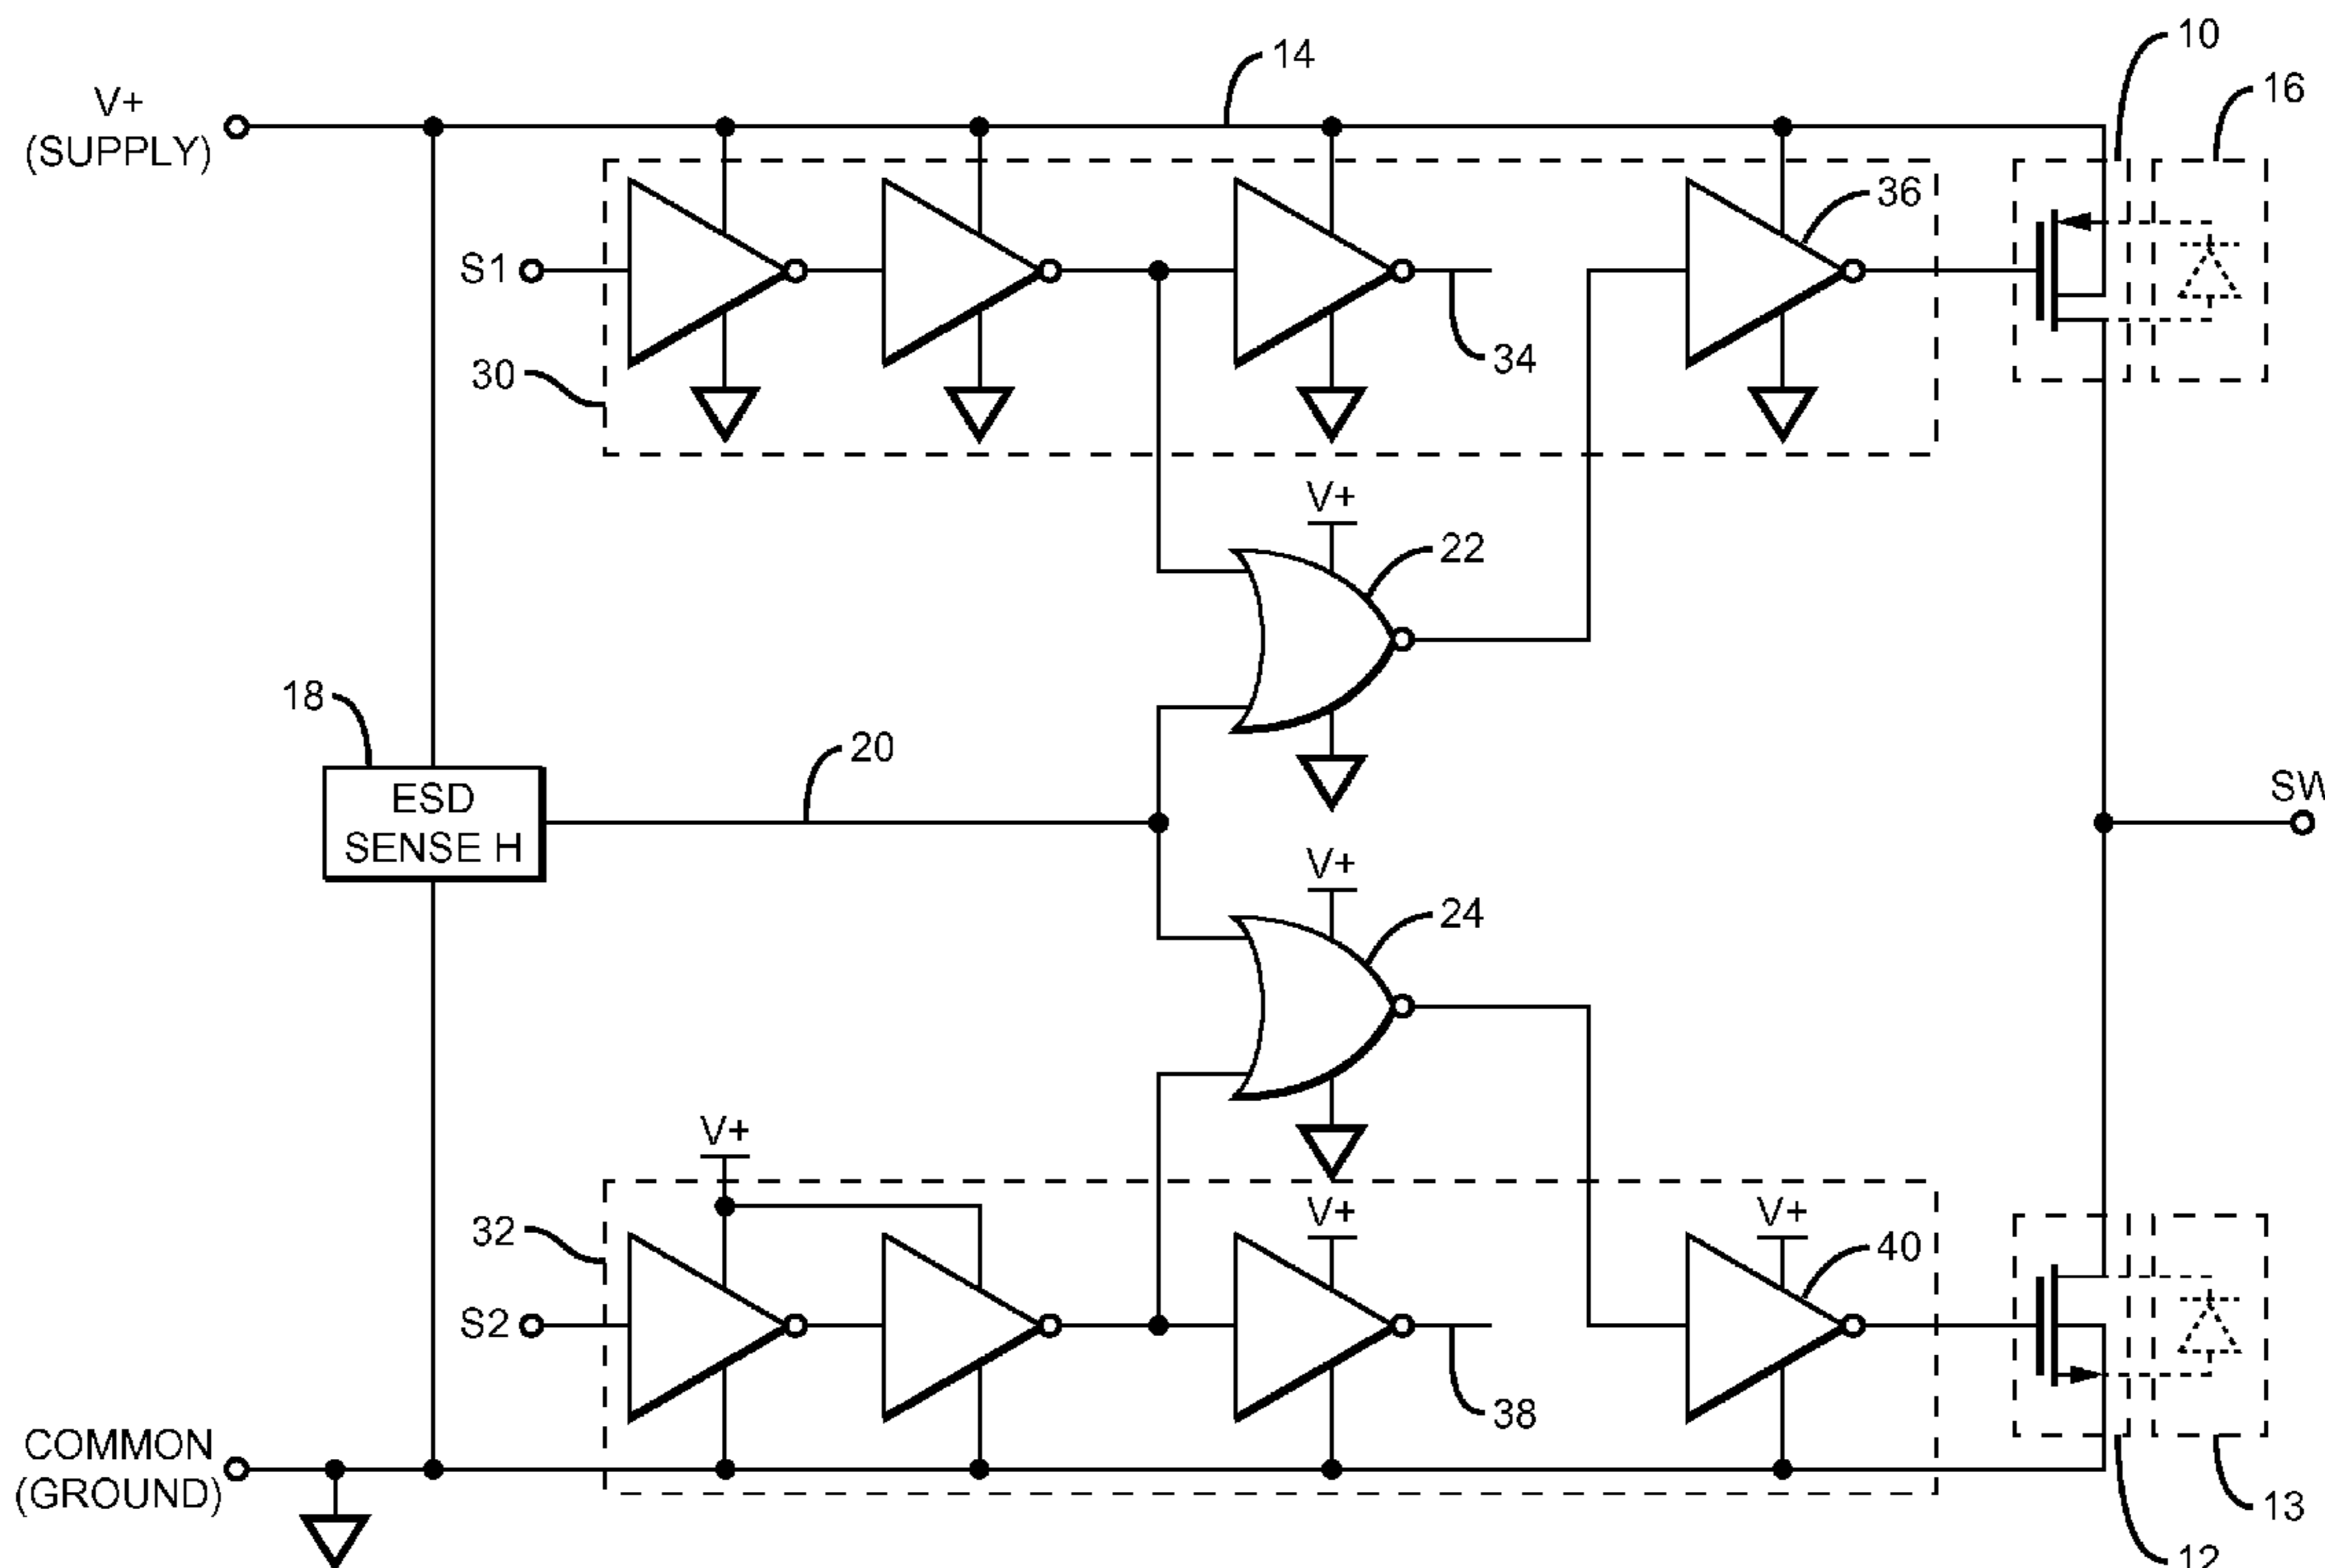 10
14
16
V+
(SUPPLY)
36
S1
34
30
V+
22
18
20
ESD
SENSE H
SW
V+
24
V+
32
V+
V+
40
S2
38
COMMON
(GROUND)
13
12